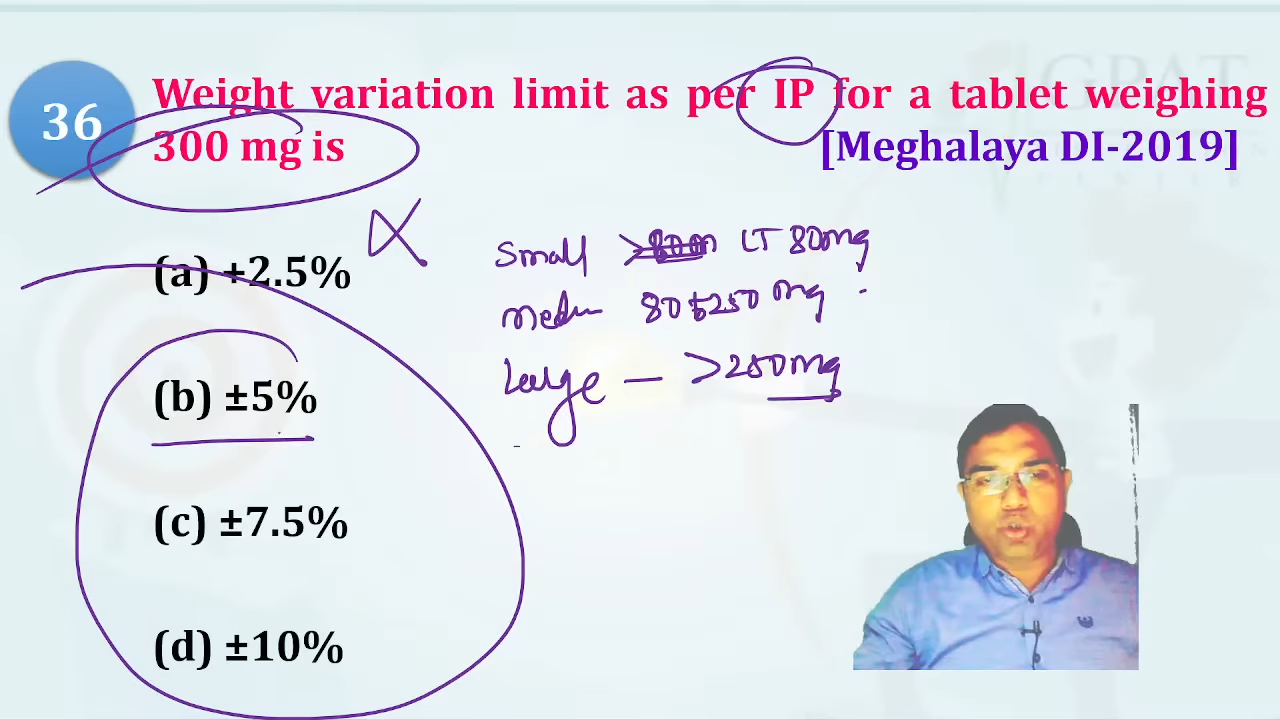 36
Weight variation limit as per IP for a tablet weighing
300 mg is
[Meghalaya DI-2019]
(a) +2.5%
(b) ±5%
(c) ±7.5%
(d) ±10%
Small LT 80mg
80 to 250 mg
Large — >250mg
GPAT